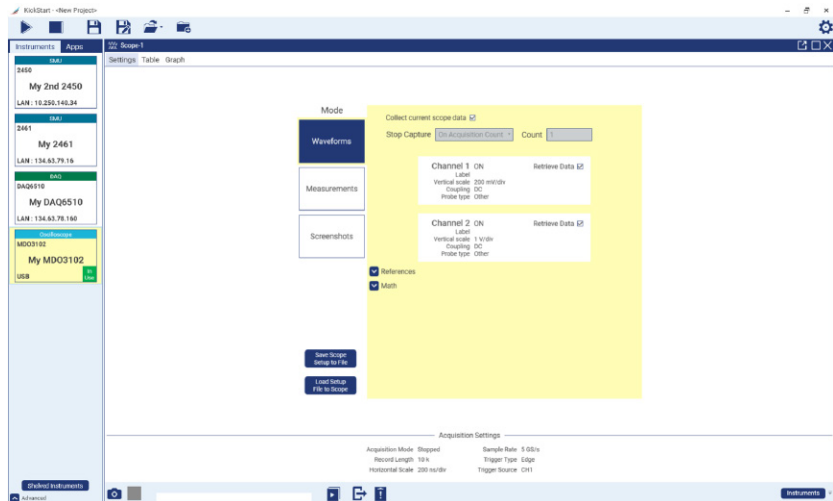 KickStart - <New Project>
Instruments Apps
Scope-1
Settings Table Graph
SMU
2450
My 2nd 2450
LAN : 10.250.140.34
SMU
2461
My 2461
LAN : 134.63.79.16
DAQ
DAQ6510
My DAQ6510
LAN : 134.63.78.160
Oscilloscope
MDO3102
My MDO3102
USB
In Use
Mode
Waveforms
Measurements
Screenshots
Save Scope
Setup to File
Load Setup
File to Scope
Collect current scope data
Stop Capture On Acquisition Count Count 1
Channel 1 ON Retrieve Data
Label
Vertical scale 200 mV/div
Coupling DC
Probe type Other
Channel 2 ON Retrieve Data
Label
Vertical scale 1 V/div
Coupling DC
Probe type Other
References
Math
Acquisition Settings
Acquisition Mode Stopped Sample Rate 5 GS/s
Record Length 10 k Trigger Type Edge
Horizontal Scale 200 ns/div Trigger Source CH1
Shelved Instruments
Advanced
Instruments